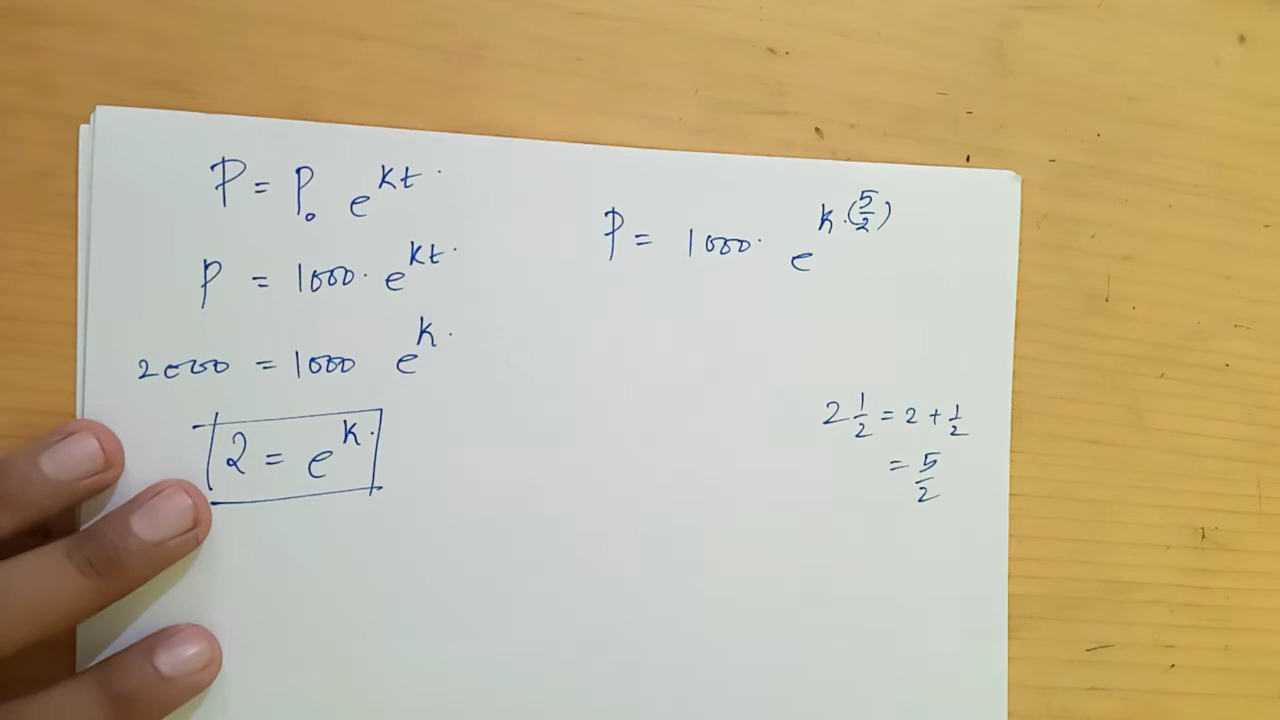 P = P₀ e^{kt}.
P = 1000. e^{kt}.
2000 = 1000 e^{k}.
2 = e^{k}.
P = 1000. e^{k.(5/2)}
2 1/2 = 2 + 1/2
= 5/2